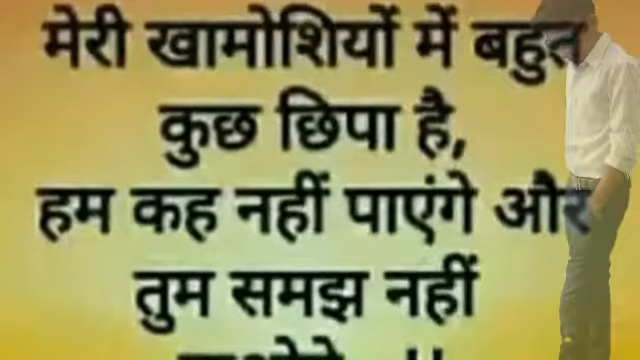 मेरी खामोशियों में बहुत
कुछ छिपा है,
हम कह नहीं पाएंगे और
तुम समझ नहीं